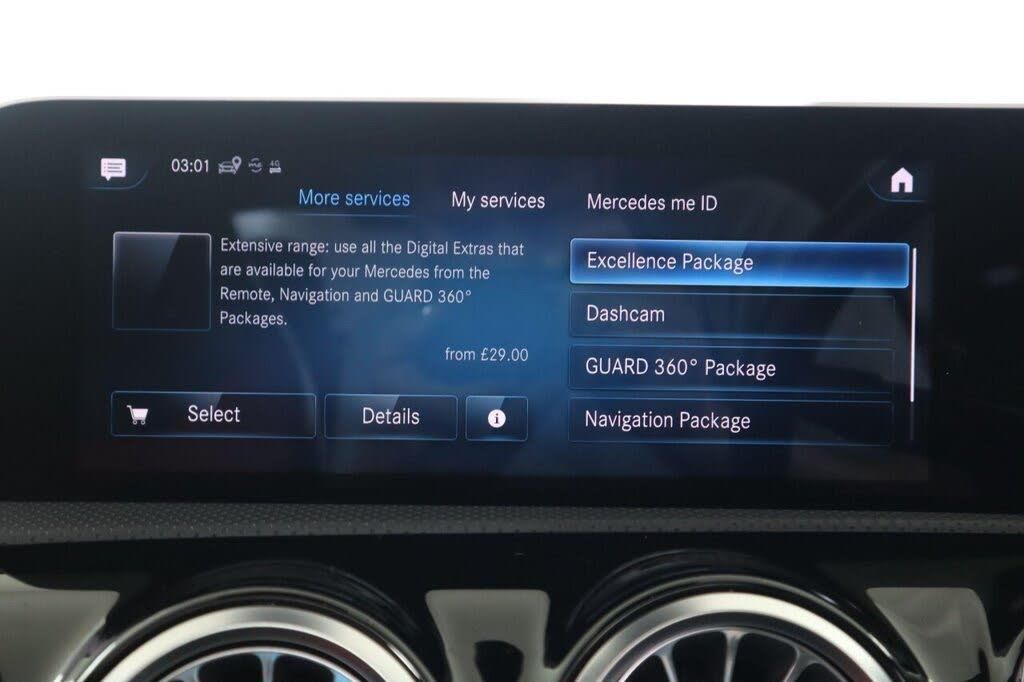 03:01 me 4G
More services My services Mercedes me ID
Extensive range: use all the Digital Extras that
are available for your Mercedes from the
Remote, Navigation and GUARD 360°
Packages.
from £29.00
Select Details i
Excellence Package
Dashcam
GUARD 360° Package
Navigation Package